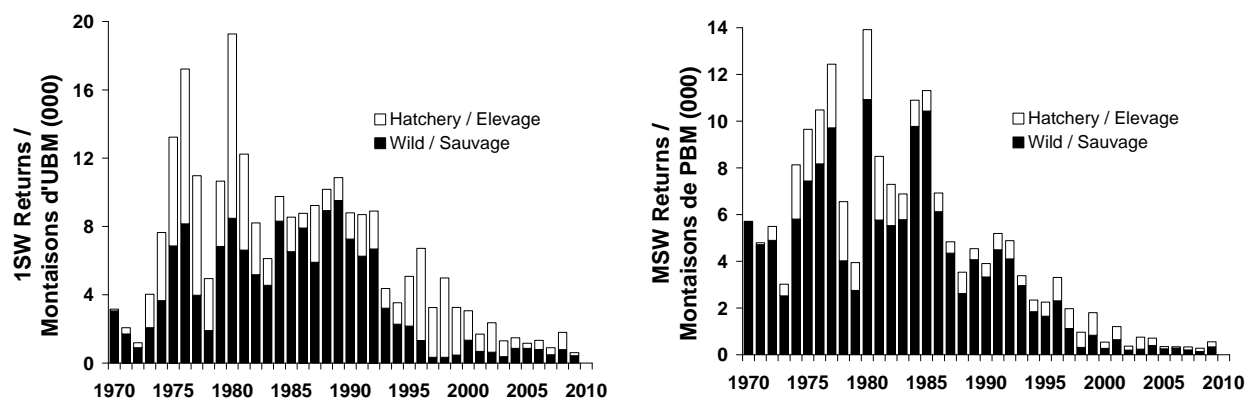 1SW Returns /
Montaisons d'UBM (000)
20
16
12
8
4
0
Hatchery / Elevage
Wild / Sauvage
1970 1975 1980 1985 1990 1995 2000 2005 2010
MSW Returns /
Montaisons de PBM (000)
14
12
10
8
6
4
2
0
Hatchery / Elevage
Wild / Sauvage
1970 1975 1980 1985 1990 1995 2000 2005 2010